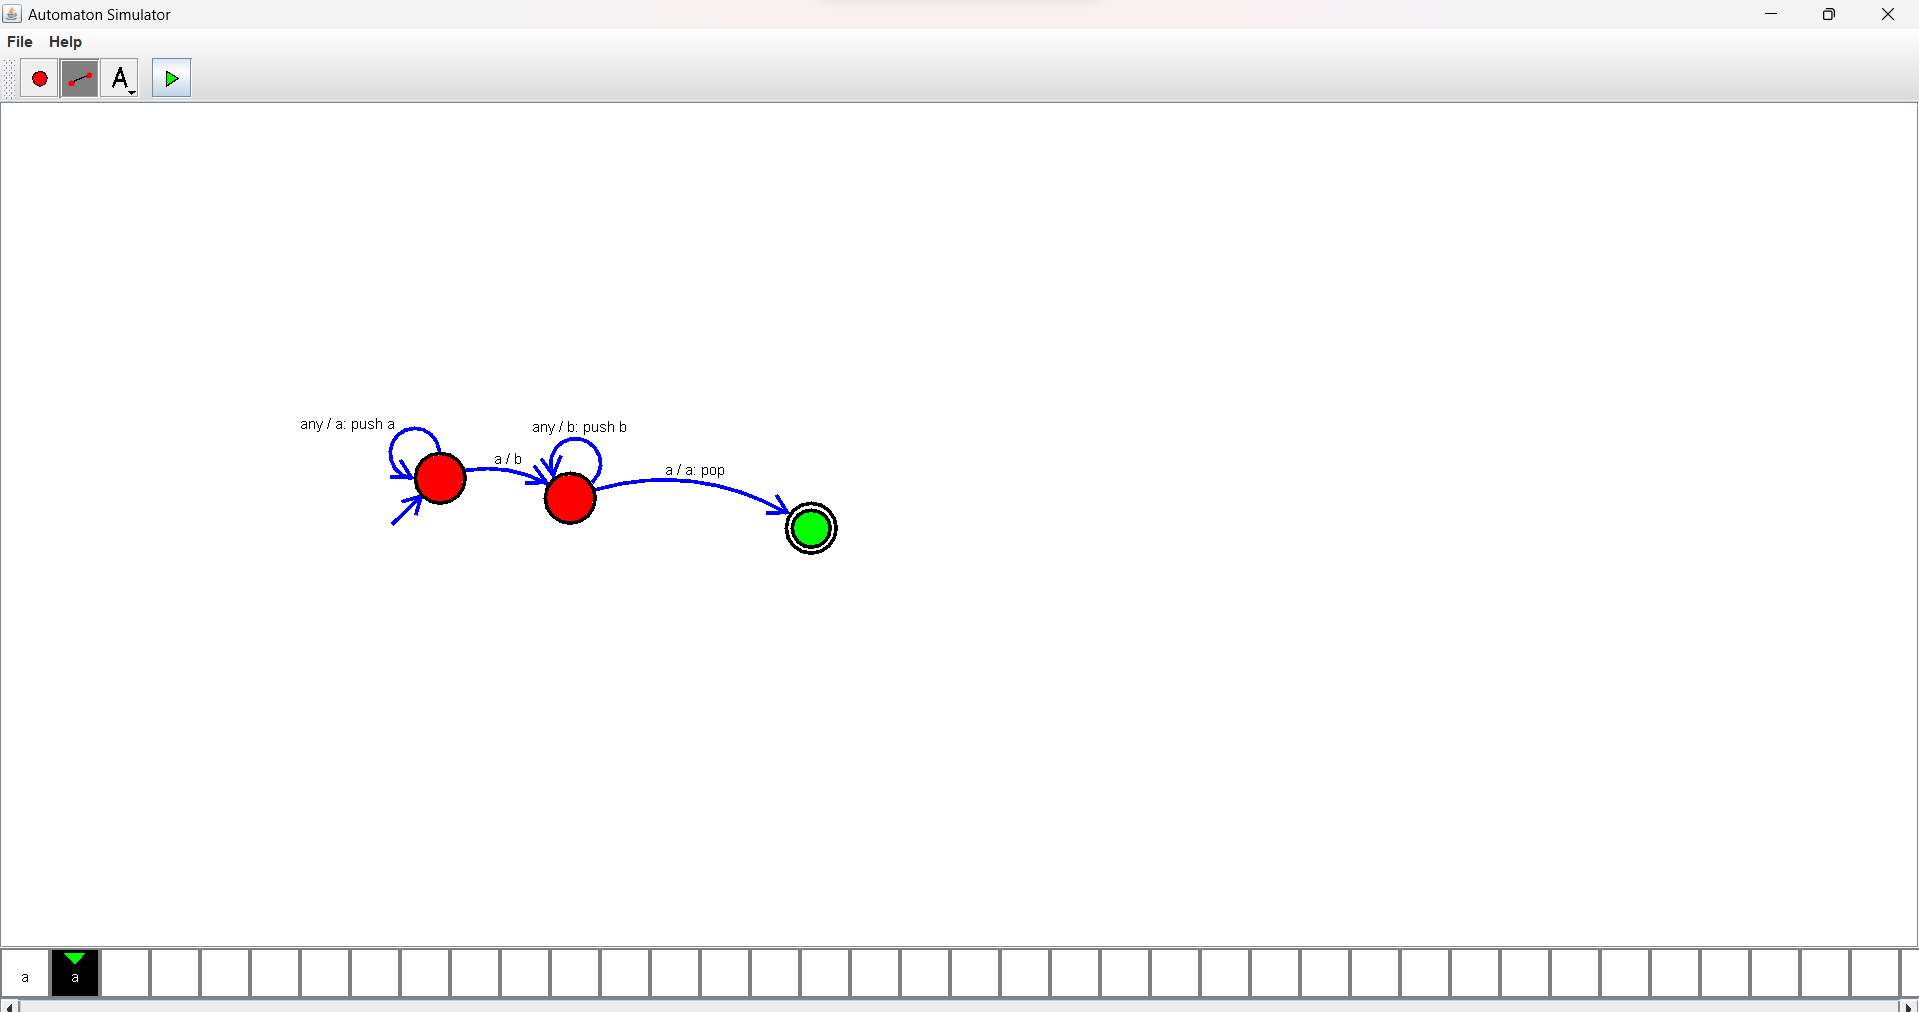 Automaton Simulator
File Help
A
any / a: push a
any / b: push b
a / b
a / a: pop
a a